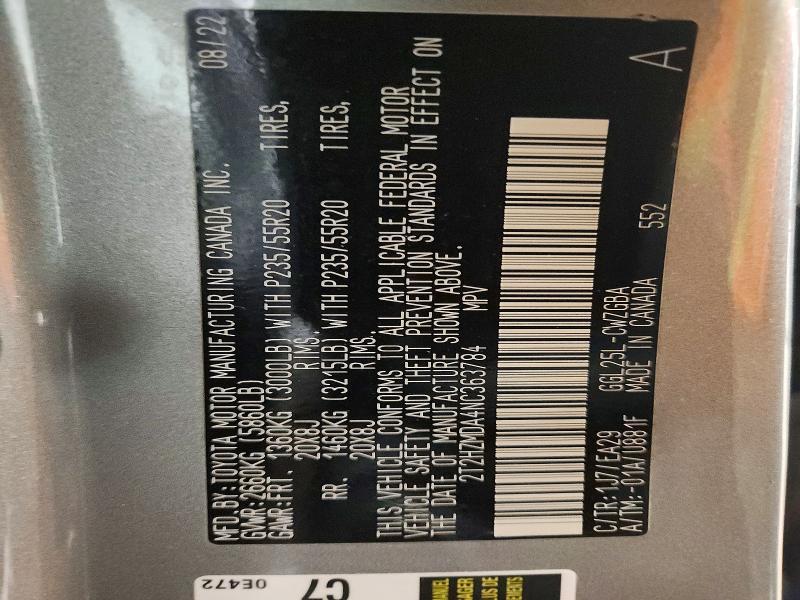 MFD. BY: TOYOTA MOTOR MANUFACTURING CANADA INC. 08/22
GVWR: 2660KG (5860LB)
GAWR: FRT. 1360KG (3000LB) WITH P235/55R20 TIRES,
20X8J RIMS.
RR. 1460KG (3215LB) WITH P235/55R20 TIRES,
20X8J RIMS.
THIS VEHICLE CONFORMS TO ALL APPLICABLE FEDERAL MOTOR
VEHICLE SAFETY AND THEFT PREVENTION STANDARDS IN EFFECT ON
THE DATE OF MANUFACTURE SHOWN ABOVE.
2T2HZMDA4NC363784 MPV
C/TR: 1J7/EA29 GGL25L-CWZGBA
A/TM: -01A/U881F MADE IN CANADA 552 A
0E472
C7